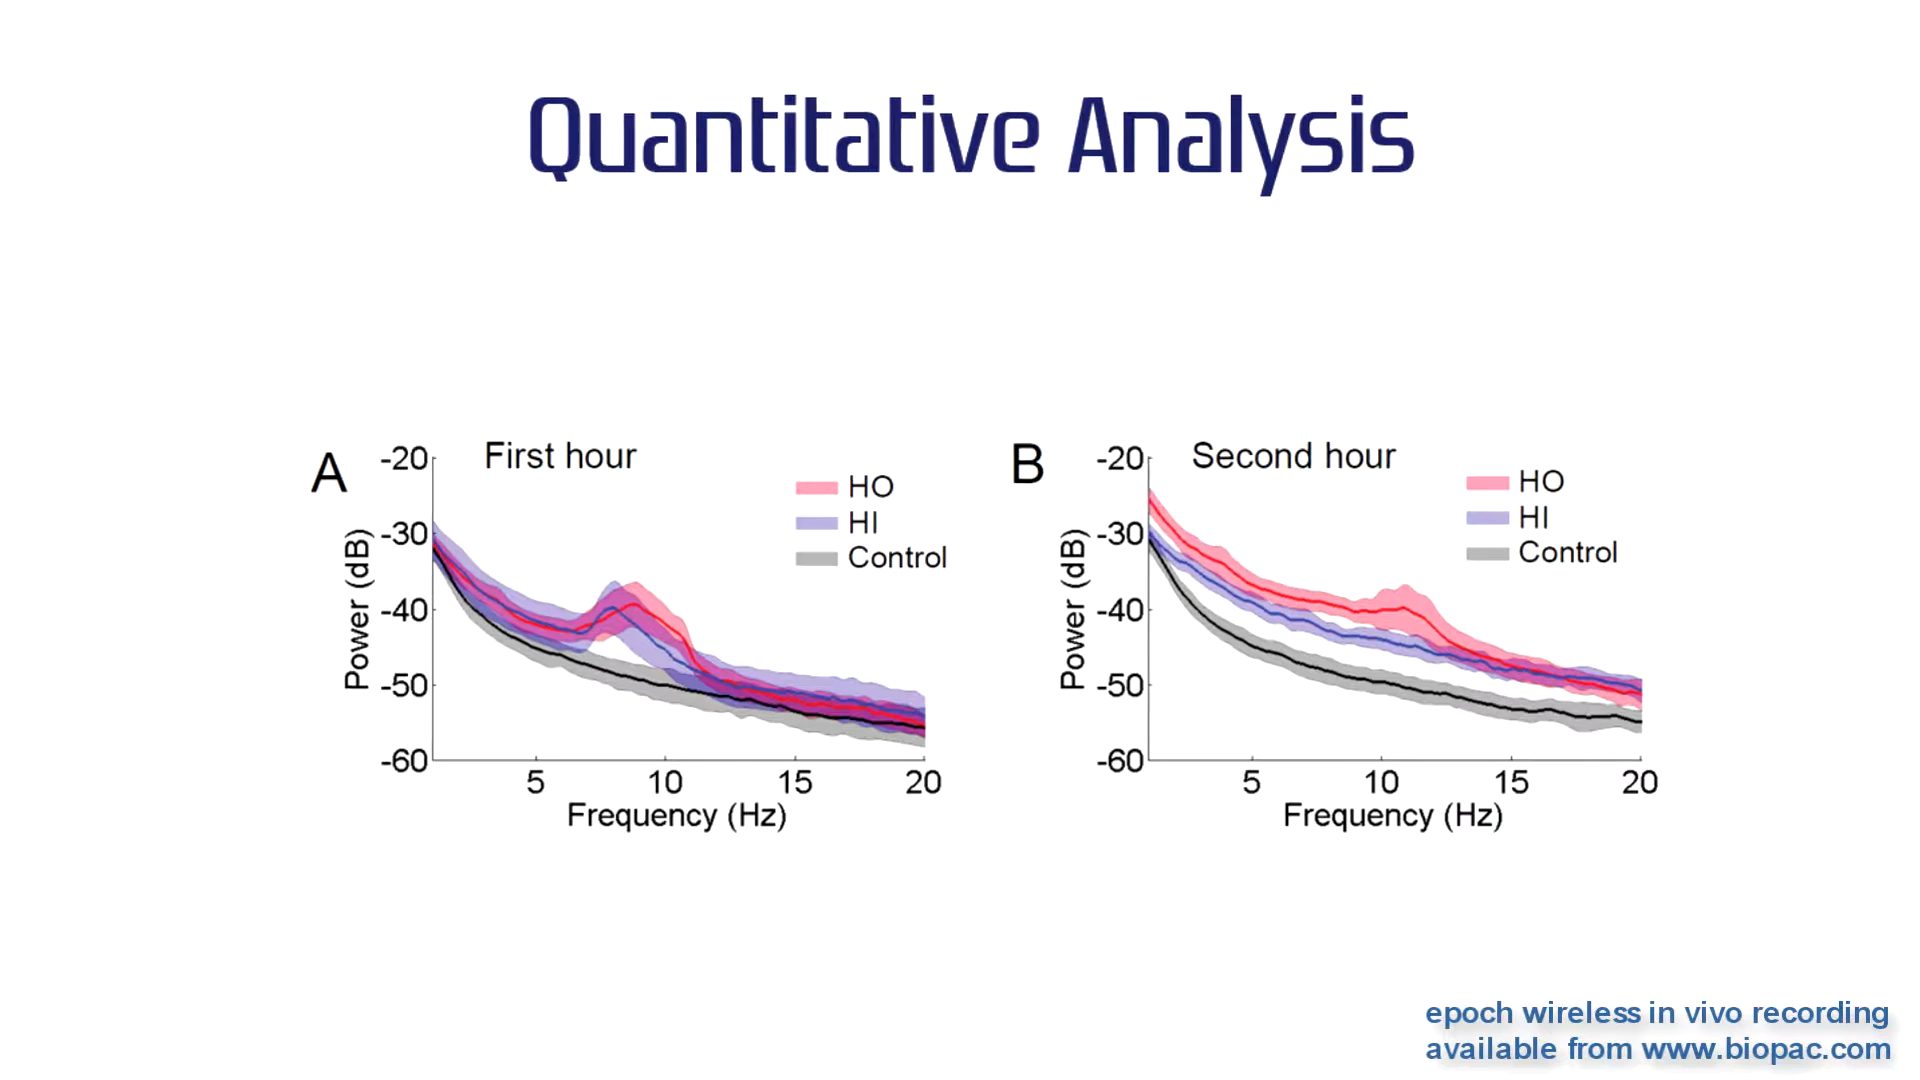 Quantitative Analysis
A
First hour
-20
-30
-40
-50
-60
Power (dB)
HO
HI
Control
5 10 15 20
Frequency (Hz)
B
Second hour
-20
-30
-40
-50
-60
Power (dB)
HO
HI
Control
5 10 15 20
Frequency (Hz)
epoch wireless in vivo recording
available from www.biopac.com